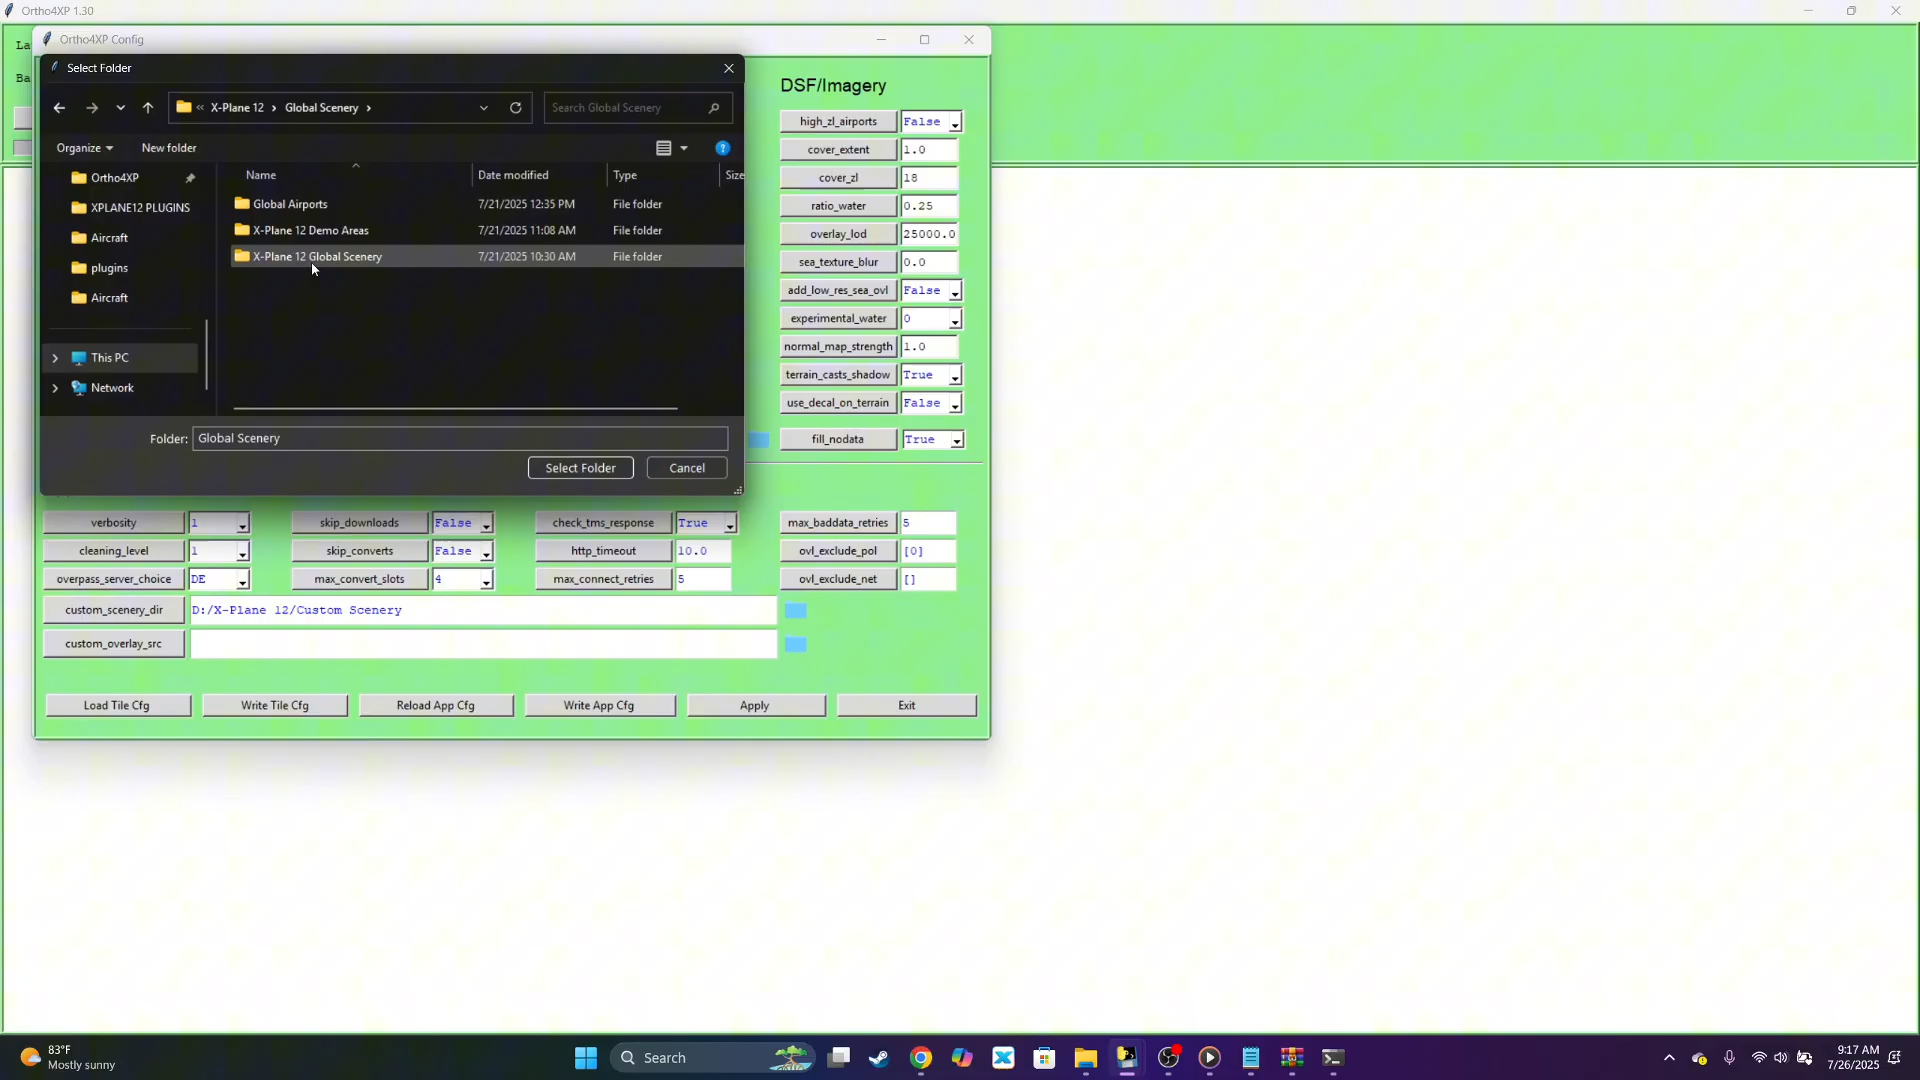 Ortho4XP 1.30
La
Ortho4XP Config
Ba
Select Folder
« X-Plane 12 > Global Scenery >
Search Global Scenery
Organize
New folder
Ortho4XP
XPLANE12 PLUGINS
Aircraft
plugins
Aircraft
This PC
Network
Name Date modified Type Size
Global Airports 7/21/2025 12:35 PM File folder
X-Plane 12 Demo Areas 7/21/2025 11:08 AM File folder
X-Plane 12 Global Scenery 7/21/2025 10:30 AM File folder
Folder: Global Scenery
Select Folder Cancel
DSF/Imagery
high_zl_airports False
cover_extent 1.0
cover_zl 18
ratio_water 0.25
overlay_lod 25000.0
sea_texture_blur 0.0
add_low_res_sea_ovl False
experimental_water 0
normal_map_strength 1.0
terrain_casts_shadow True
use_decal_on_terrain False
fill_nodata True
verbosity 1 skip_downloads False check_tms_response True max_baddata_retries 5
cleaning_level 1 skip_converts False http_timeout 10.0 ovl_exclude_pol [0]
overpass_server_choice DE max_convert_slots 4 max_connect_retries 5 ovl_exclude_net []
custom_scenery_dir D:/X-Plane 12/Custom Scenery
custom_overlay_src
Load Tile Cfg Write Tile Cfg Reload App Cfg Write App Cfg Apply Exit
83°F
Mostly sunny
Search
9:17 AM
7/26/2025